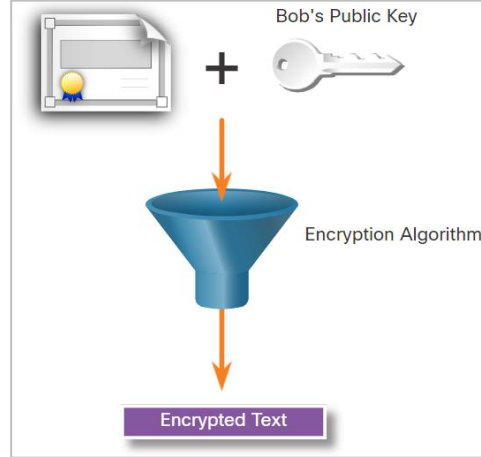 Bob's Public Key
+
Encryption Algorithm
Encrypted Text